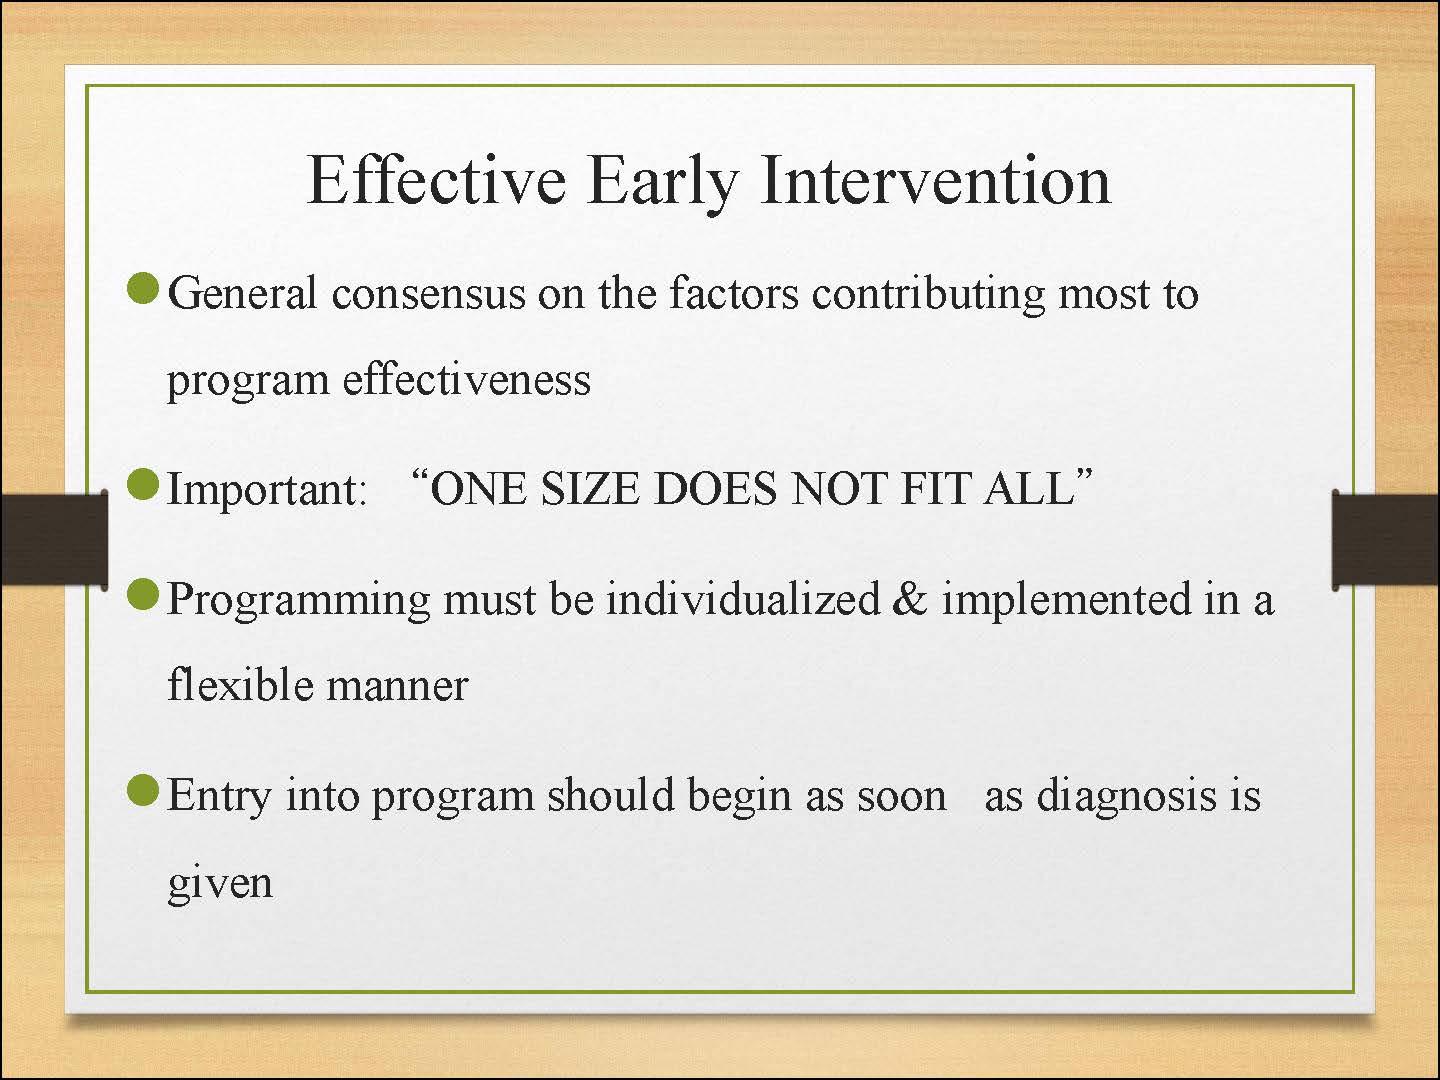 Effective Early Intervention
●General consensus on the factors contributing most to
program effectiveness
●Important: “ONE SIZE DOES NOT FIT ALL”
●Programming must be individualized & implemented in a
flexible manner
●Entry into program should begin as soon as diagnosis is
given